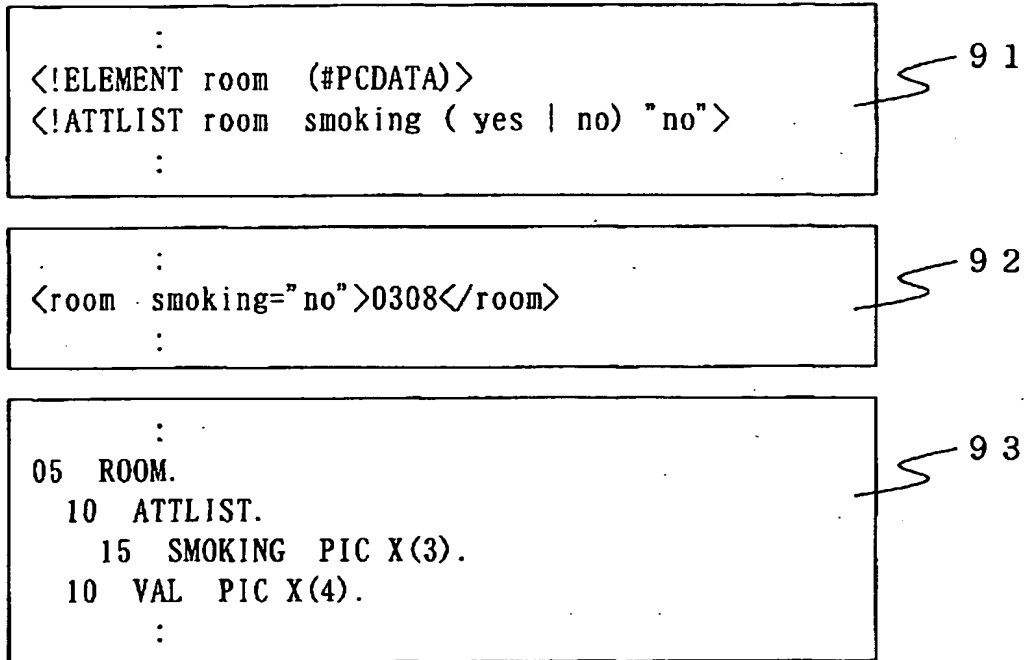 :
<!ELEMENT room (#PCDATA)>
<!ATTLIST room smoking ( yes | no) "no">
:
91
:
<room smoking="no">0308</room>
:
92
:
05 ROOM.
10 ATTLIST.
15 SMOKING PIC X(3).
10 VAL PIC X(4).
:
93